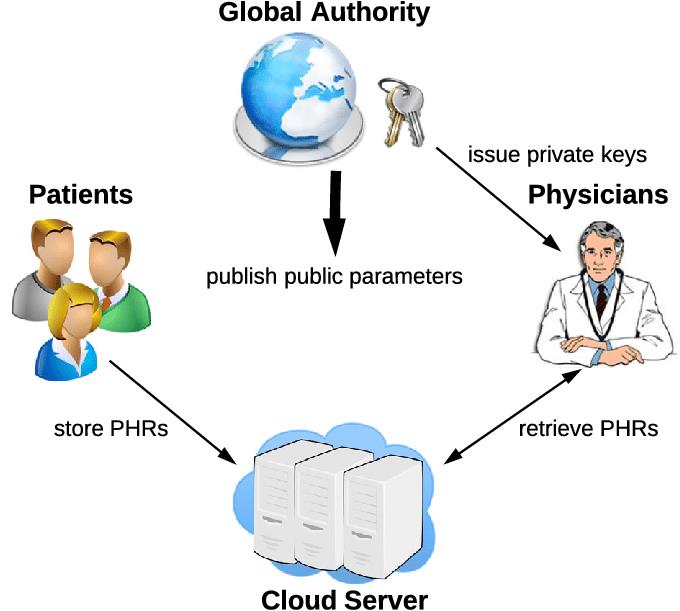 Global Authority
issue private keys
Patients
Physicians
publish public parameters
store PHRs
retrieve PHRs
Cloud Server